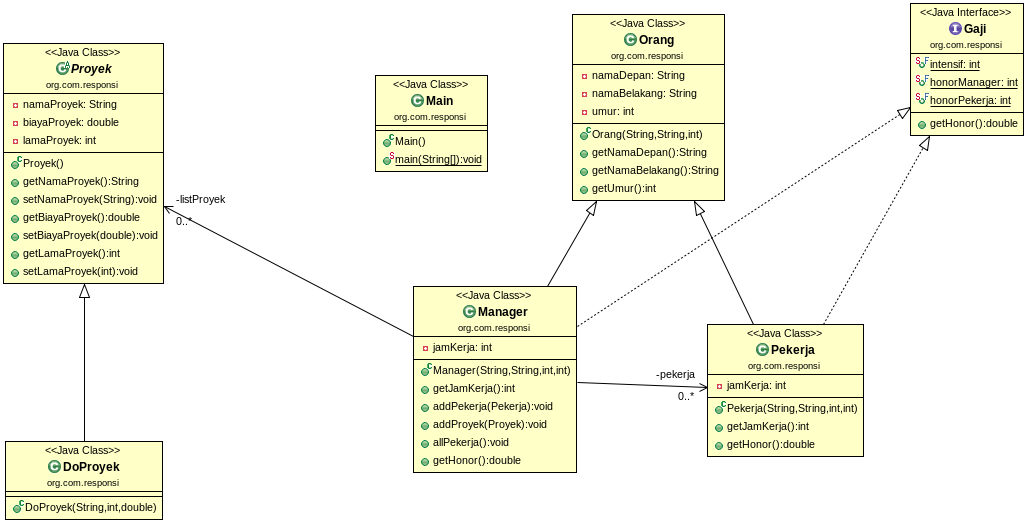 <<Java Class>>
Proyek
org.com.responsi
namaProyek: String
biayaProyek: double
lamaProyek: int
Proyek()
getNamaProyek():String
setNamaProyek(String):void
getBiayaProyek():double
setBiayaProyek(double):void
getLamaProyek():int
setLamaProyek(int):void
<<Java Class>>
Main
org.com.responsi
Main()
main(String[]):void
<<Java Class>>
Orang
org.com.responsi
namaDepan: String
namaBelakang: String
umur: int
Orang(String,String,int)
getNamaDepan():String
getNamaBelakang():String
getUmur():int
<<Java Interface>>
Gaji
org.com.responsi
intensif: int
honorManager: int
honorPekerja: int
getHonor():double
-listProyek
0..*
<<Java Class>>
Manager
org.com.responsi
jamKerja: int
Manager(String,String,int,int)
getJamKerja():int
addPekerja(Pekerja):void
addProyek(Proyek):void
allPekerja():void
getHonor():double
-pekerja
0..*
<<Java Class>>
Pekerja
org.com.responsi
jamKerja: int
Pekerja(String,String,int,int)
getJamKerja():int
getHonor():double
<<Java Class>>
DoProyek
org.com.responsi
DoProyek(String,int,double)